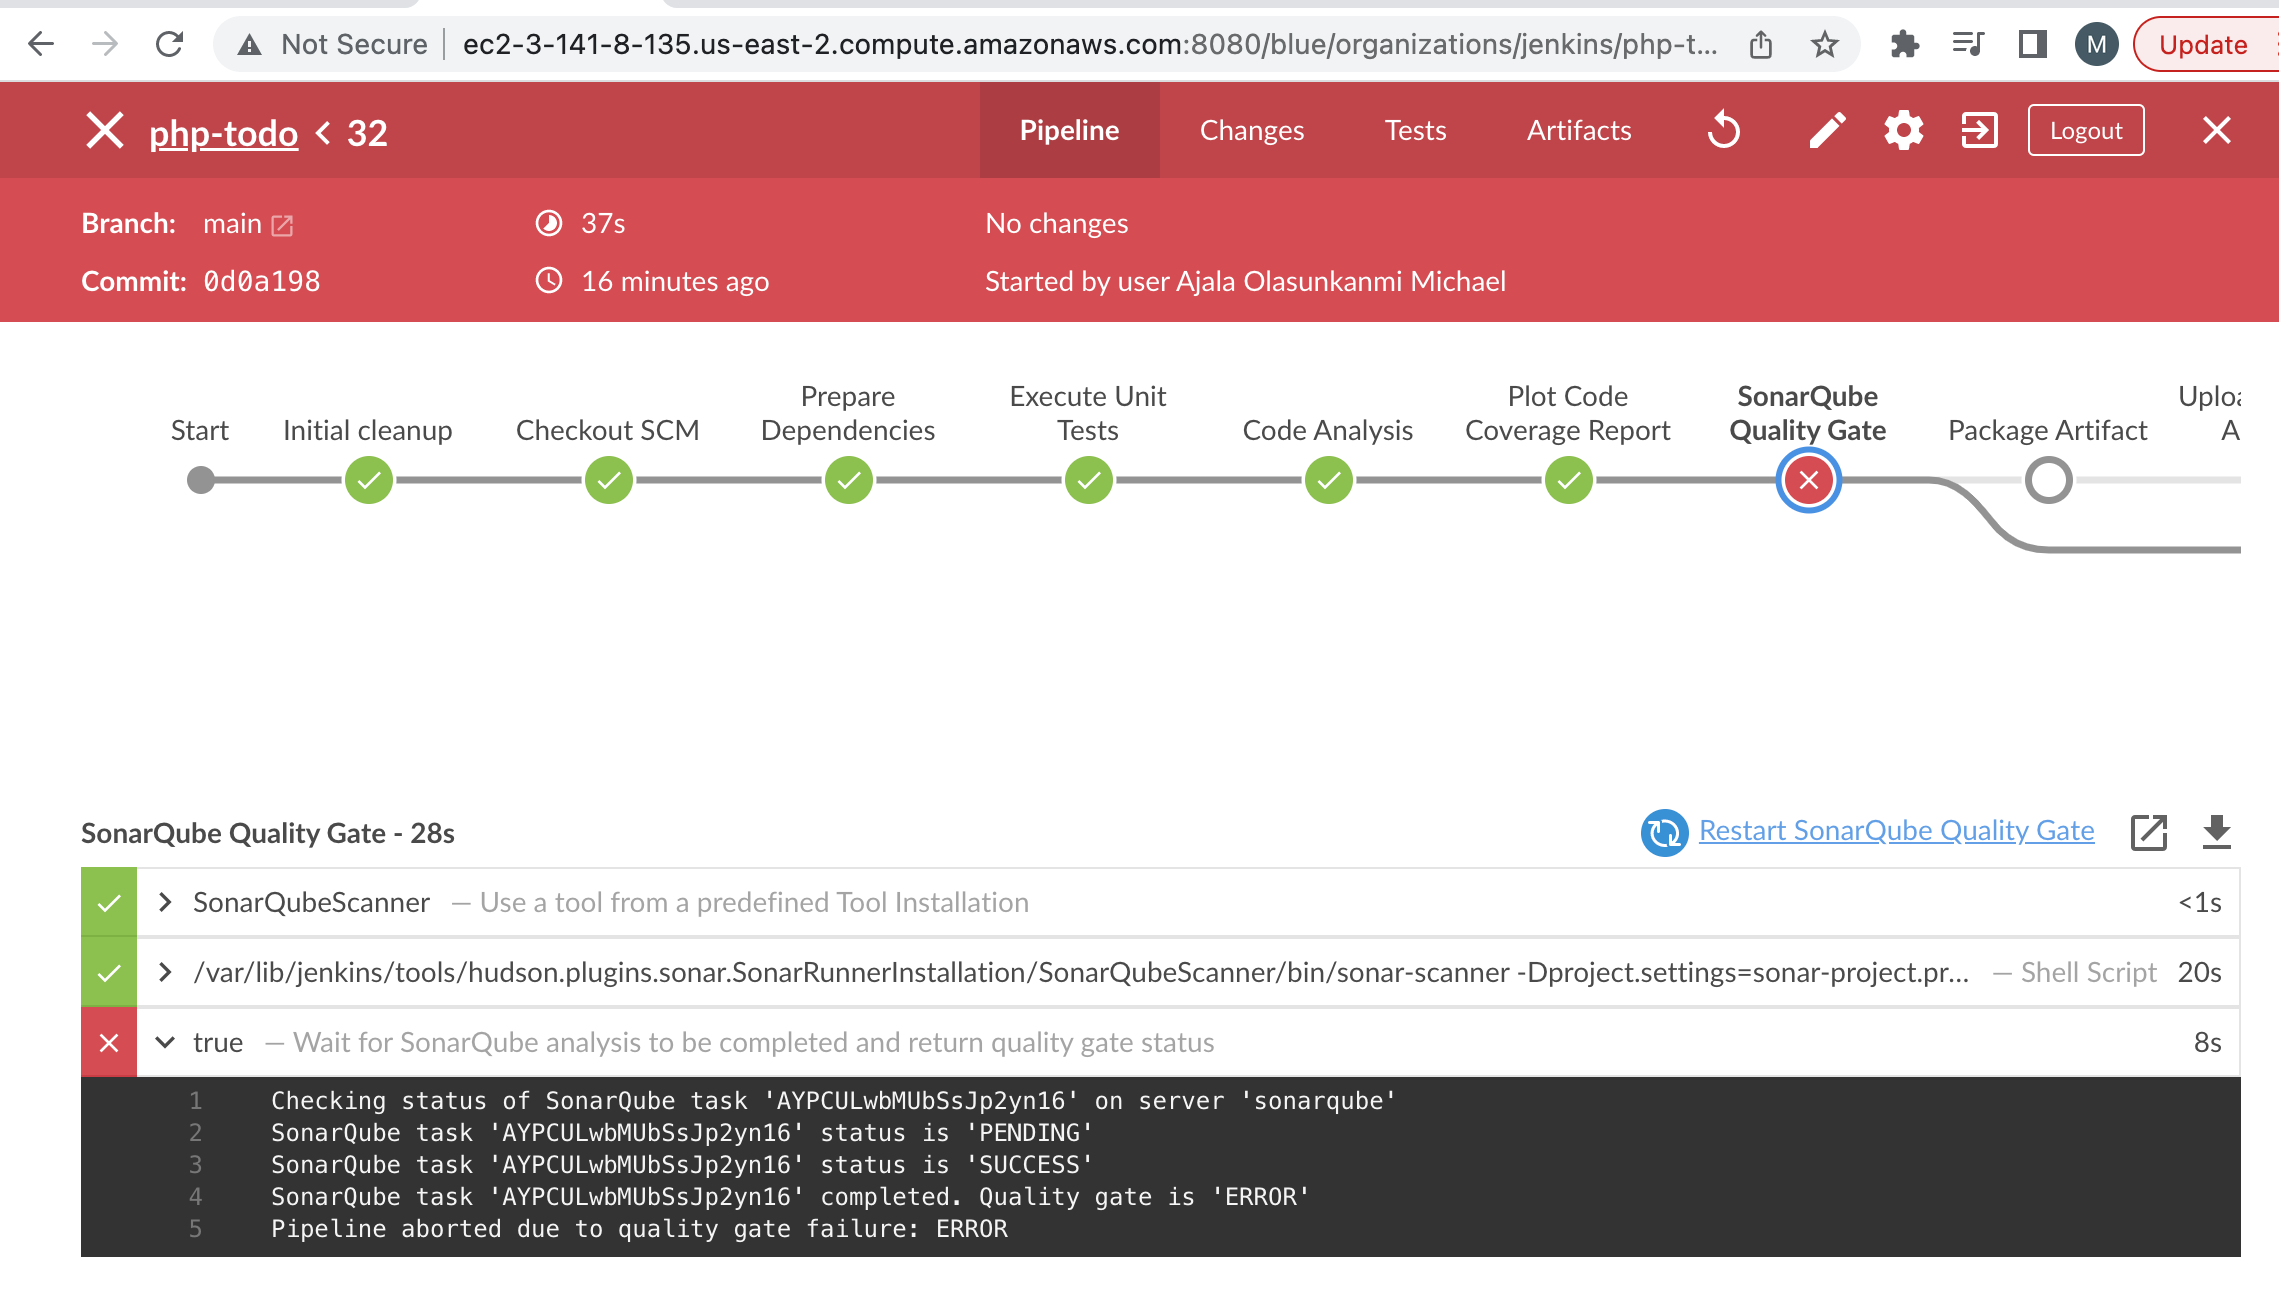 Not Secure ec2-3-141-8-135.us-east-2.compute.amazonaws.com:8080/blue/organizations/jenkins/php-t... M Update
php-todo < 32 Pipeline Changes Tests Artifacts Logout
Branch: main 37s No changes
Commit: 0d0a198 16 minutes ago Started by user Ajala Olasunkanmi Michael
Start
Initial cleanup
Checkout SCM
Prepare
Dependencies
Execute Unit
Tests
Code Analysis
Plot Code
Coverage Report
SonarQube
Quality Gate
Package Artifact
SonarQube Quality Gate - 28s Restart SonarQube Quality Gate
SonarQubeScanner — Use a tool from a predefined Tool Installation <1s
/var/lib/jenkins/tools/hudson.plugins.sonar.SonarRunnerInstallation/SonarQubeScanner/bin/sonar-scanner -Dproject.settings=sonar-project.pr... — Shell Script 20s
true — Wait for SonarQube analysis to be completed and return quality gate status 8s
1 Checking status of SonarQube task 'AYPCULwbMUbSsJp2yn16' on server 'sonarqube'
2 SonarQube task 'AYPCULwbMUbSsJp2yn16' status is 'PENDING'
3 SonarQube task 'AYPCULwbMUbSsJp2yn16' status is 'SUCCESS'
4 SonarQube task 'AYPCULwbMUbSsJp2yn16' completed. Quality gate is 'ERROR'
5 Pipeline aborted due to quality gate failure: ERROR